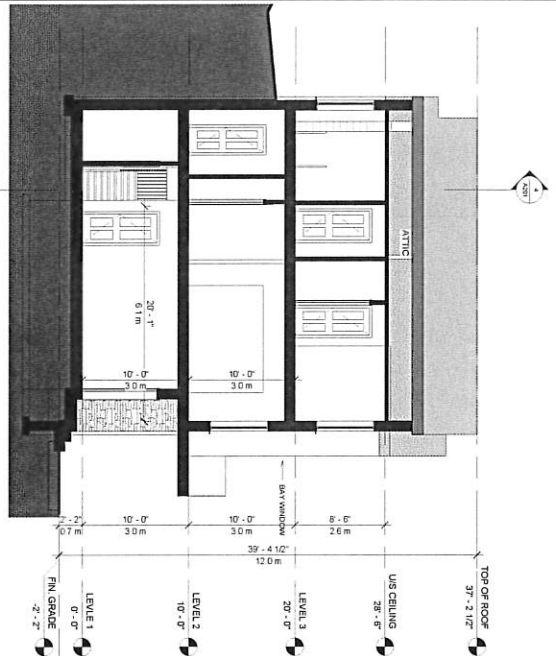 TOP OF ROOF
37' - 2 1/2"
U/S CEILING
28' - 6"
LEVEL 3
20' - 0"
LEVEL 2
10' - 0"
LEVLE 1
0' - 0"
FIN. GRADE
-2' - 2"
8' - 6"
2.6 m
10' - 0"
3.0 m
10' - 0"
3.0 m
2' - 2"
0.7 m
39' - 4 1/2"
12.0 m
BAY WINDOW
ATTIC
10' - 0"
3.0 m
10' - 0"
3.0 m
20' - 1"
6.1 m
4
A201